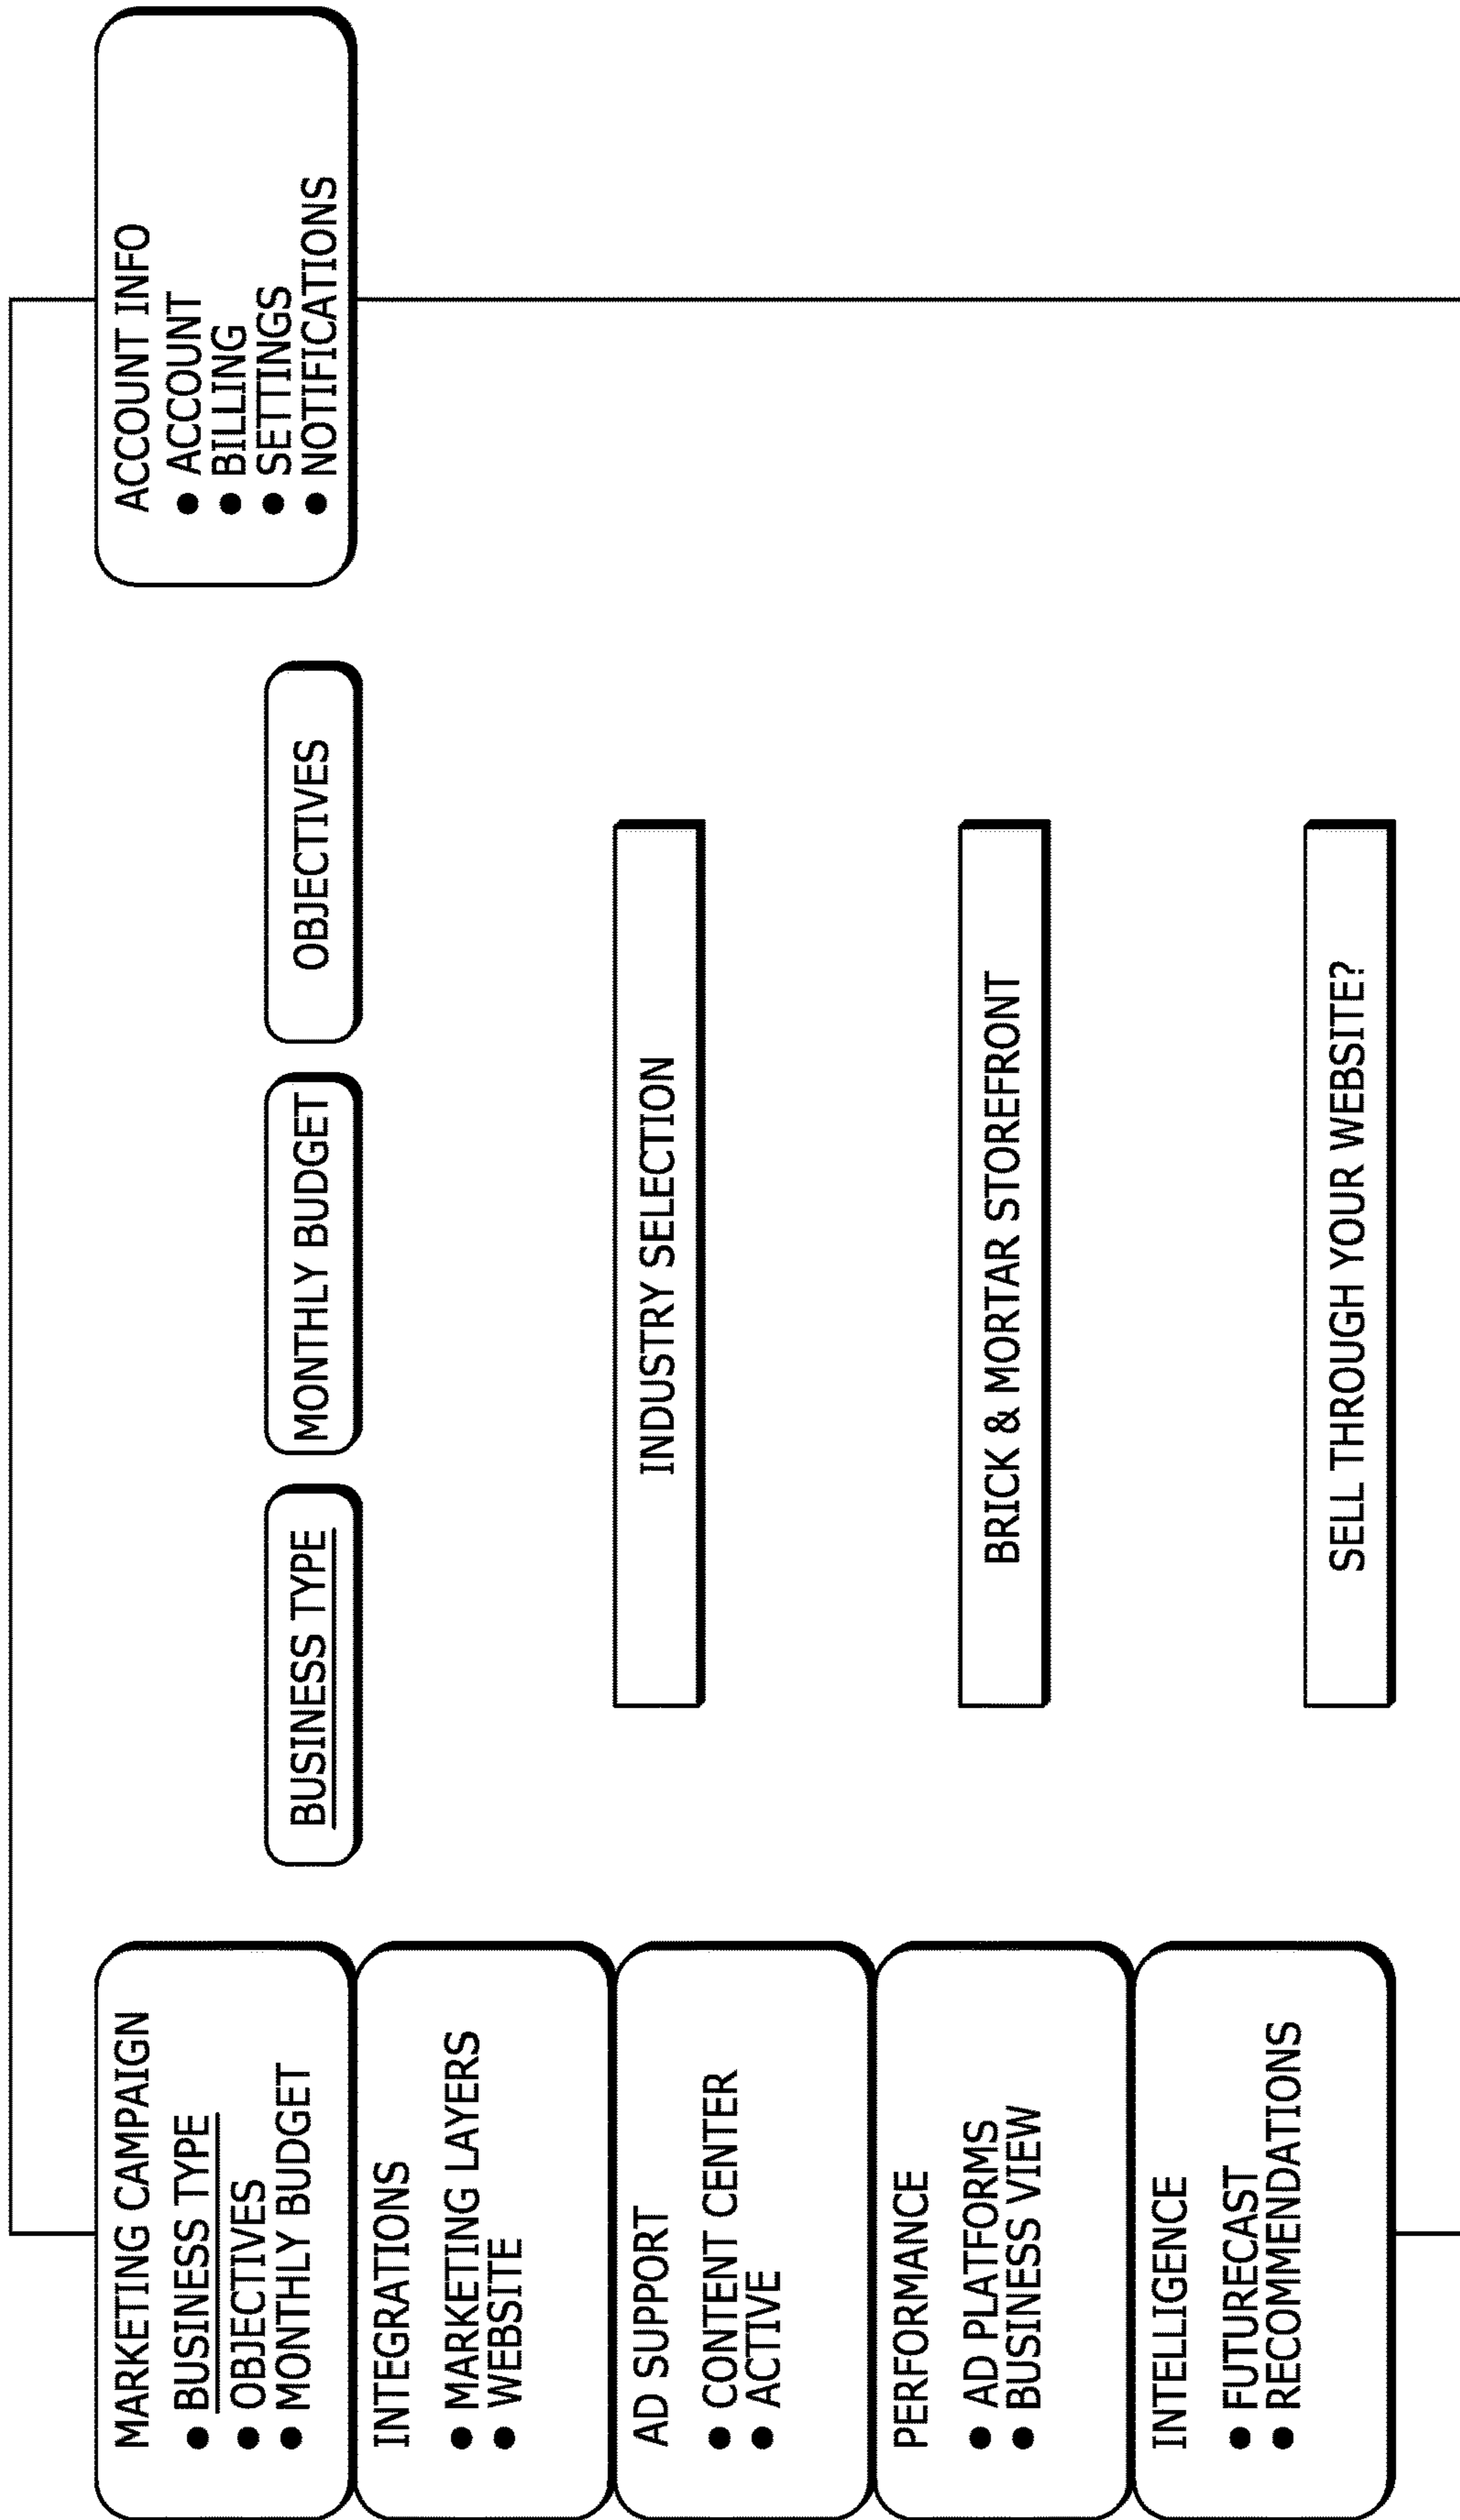 MARKETING CAMPAIGN
● BUSINESS TYPE
● OBJECTIVES
● MONTHLY BUDGET
INTEGRATIONS
● MARKETING LAYERS
● WEBSITE
AD SUPPORT
● CONTENT CENTER
● ACTIVE
PERFORMANCE
● AD PLATFORMS
● BUSINESS VIEW
INTELLIGENCE
● FUTURECAST
● RECOMMENDATIONS
BUSINESS TYPE
MONTHLY BUDGET
OBJECTIVES
INDUSTRY SELECTION
BRICK & MORTAR STOREFRONT
SELL THROUGH YOUR WEBSITE?
ACCOUNT INFO
● ACCOUNT
● BILLING
● SETTINGS
● NOTIFICATIONS